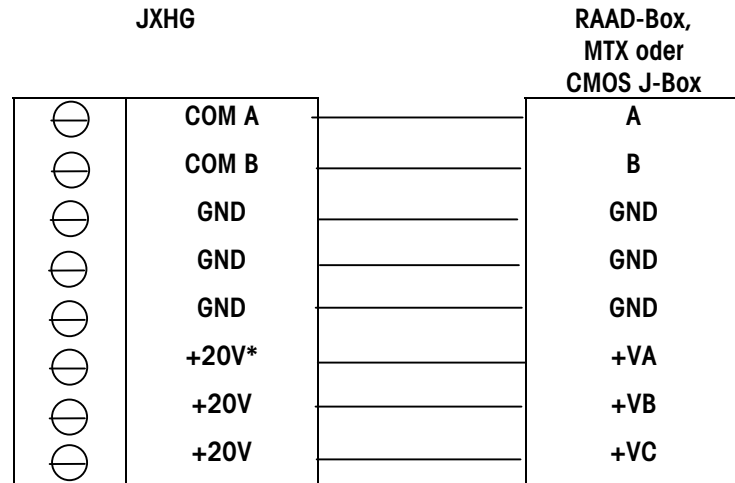 JXHG
RAAD-Box,
MTX oder
CMOS J-Box
COM A A
COM B B
GND GND
GND GND
GND GND
+20V* +VA
+20V +VB
+20V +VC